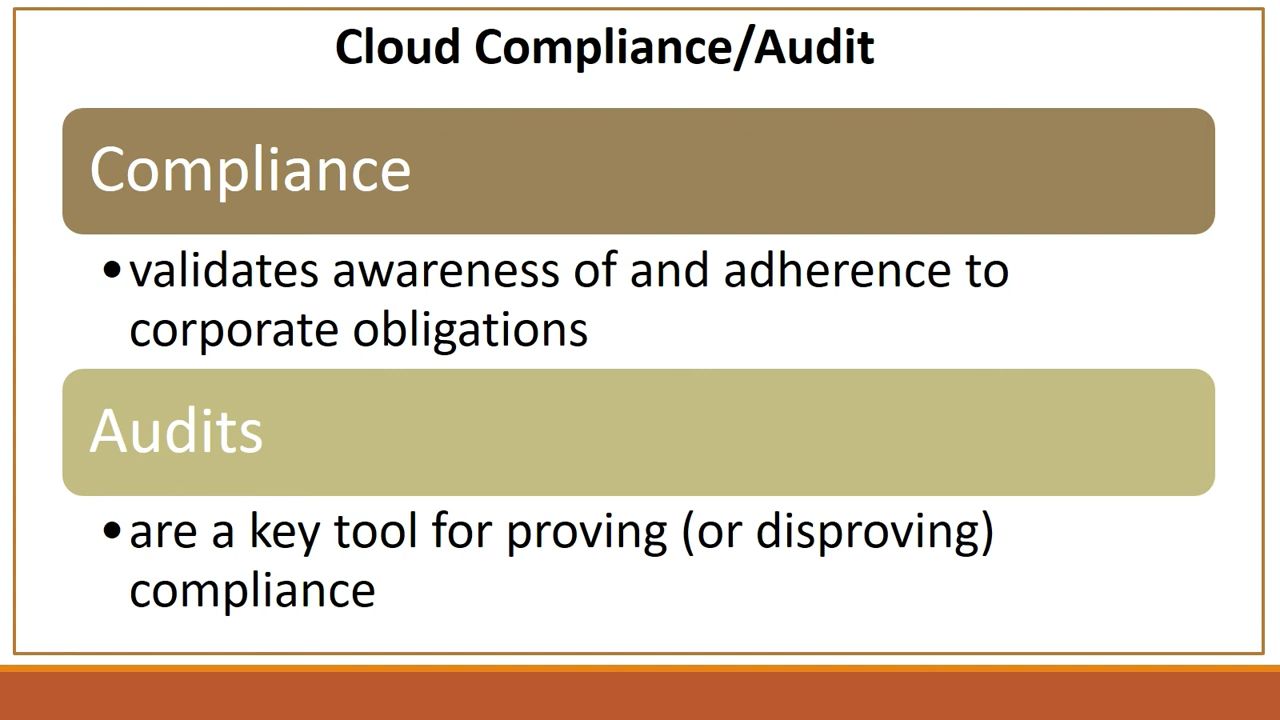 Cloud Compliance/Audit
Compliance
•validates awareness of and adherence to
corporate obligations
Audits
•are a key tool for proving (or disproving)
compliance